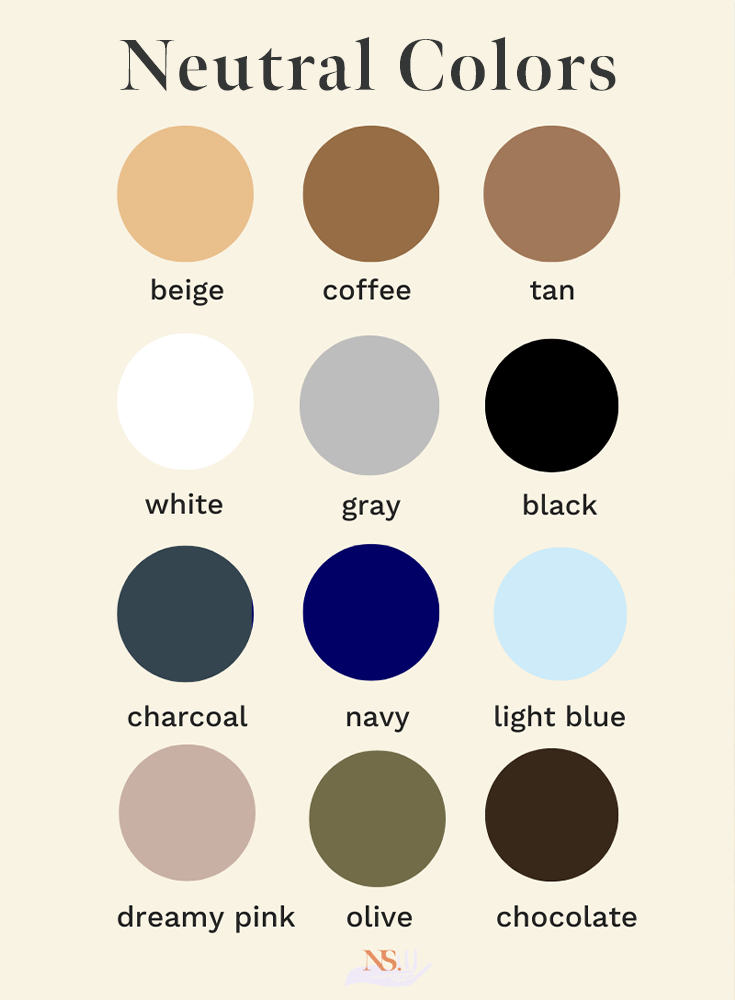 Neutral Colors
beige coffee tan
white gray black
charcoal navy light blue
dreamy pink olive chocolate
NS.